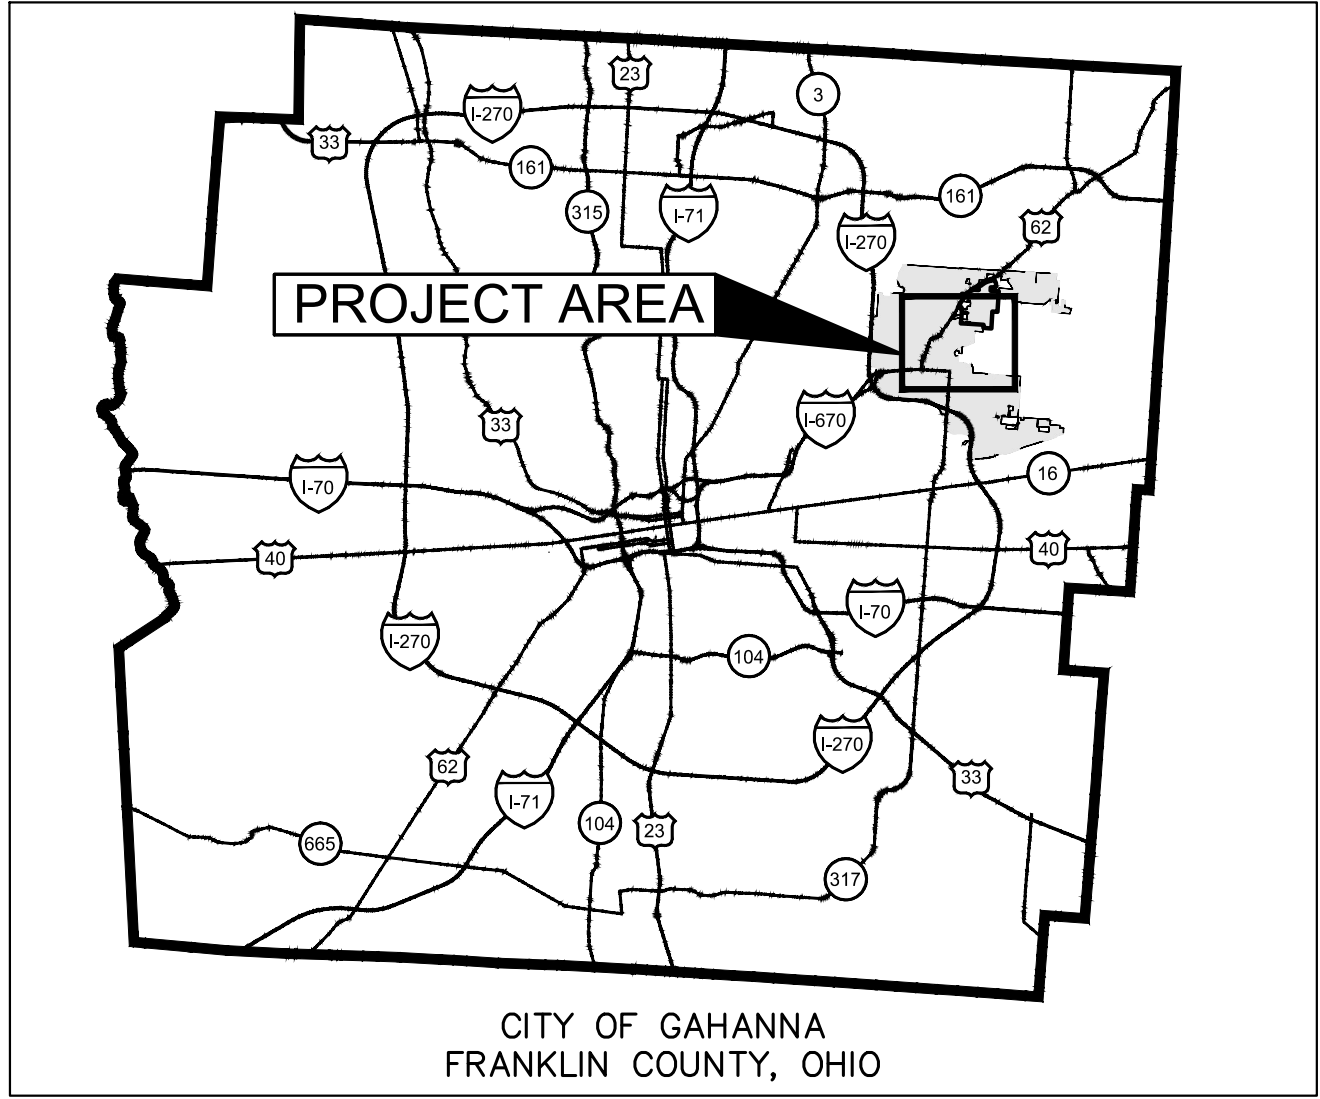 23
3
I-270
33
161
161
315
I-71
62
I-270
PROJECT AREA
I-670
33
16
I-70
40
40
I-70
I-270
104
I-270
62
33
I-71
104
23
665
317
CITY OF GAHANNA
FRANKLIN COUNTY, OHIO